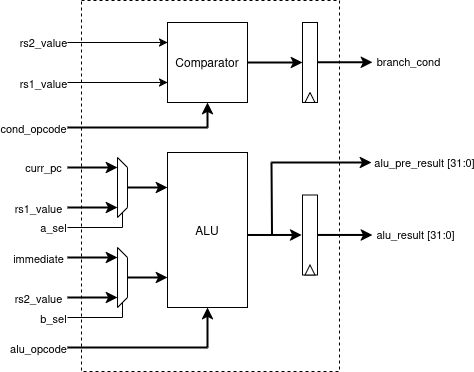 rs2_value
rs1_value
Comparator
branch_cond
cond_opcode
curr_pc
alu_pre_result [31:0]
rs1_value
a_sel
ALU
alu_result [31:0]
immediate
rs2_value
b_sel
alu_opcode